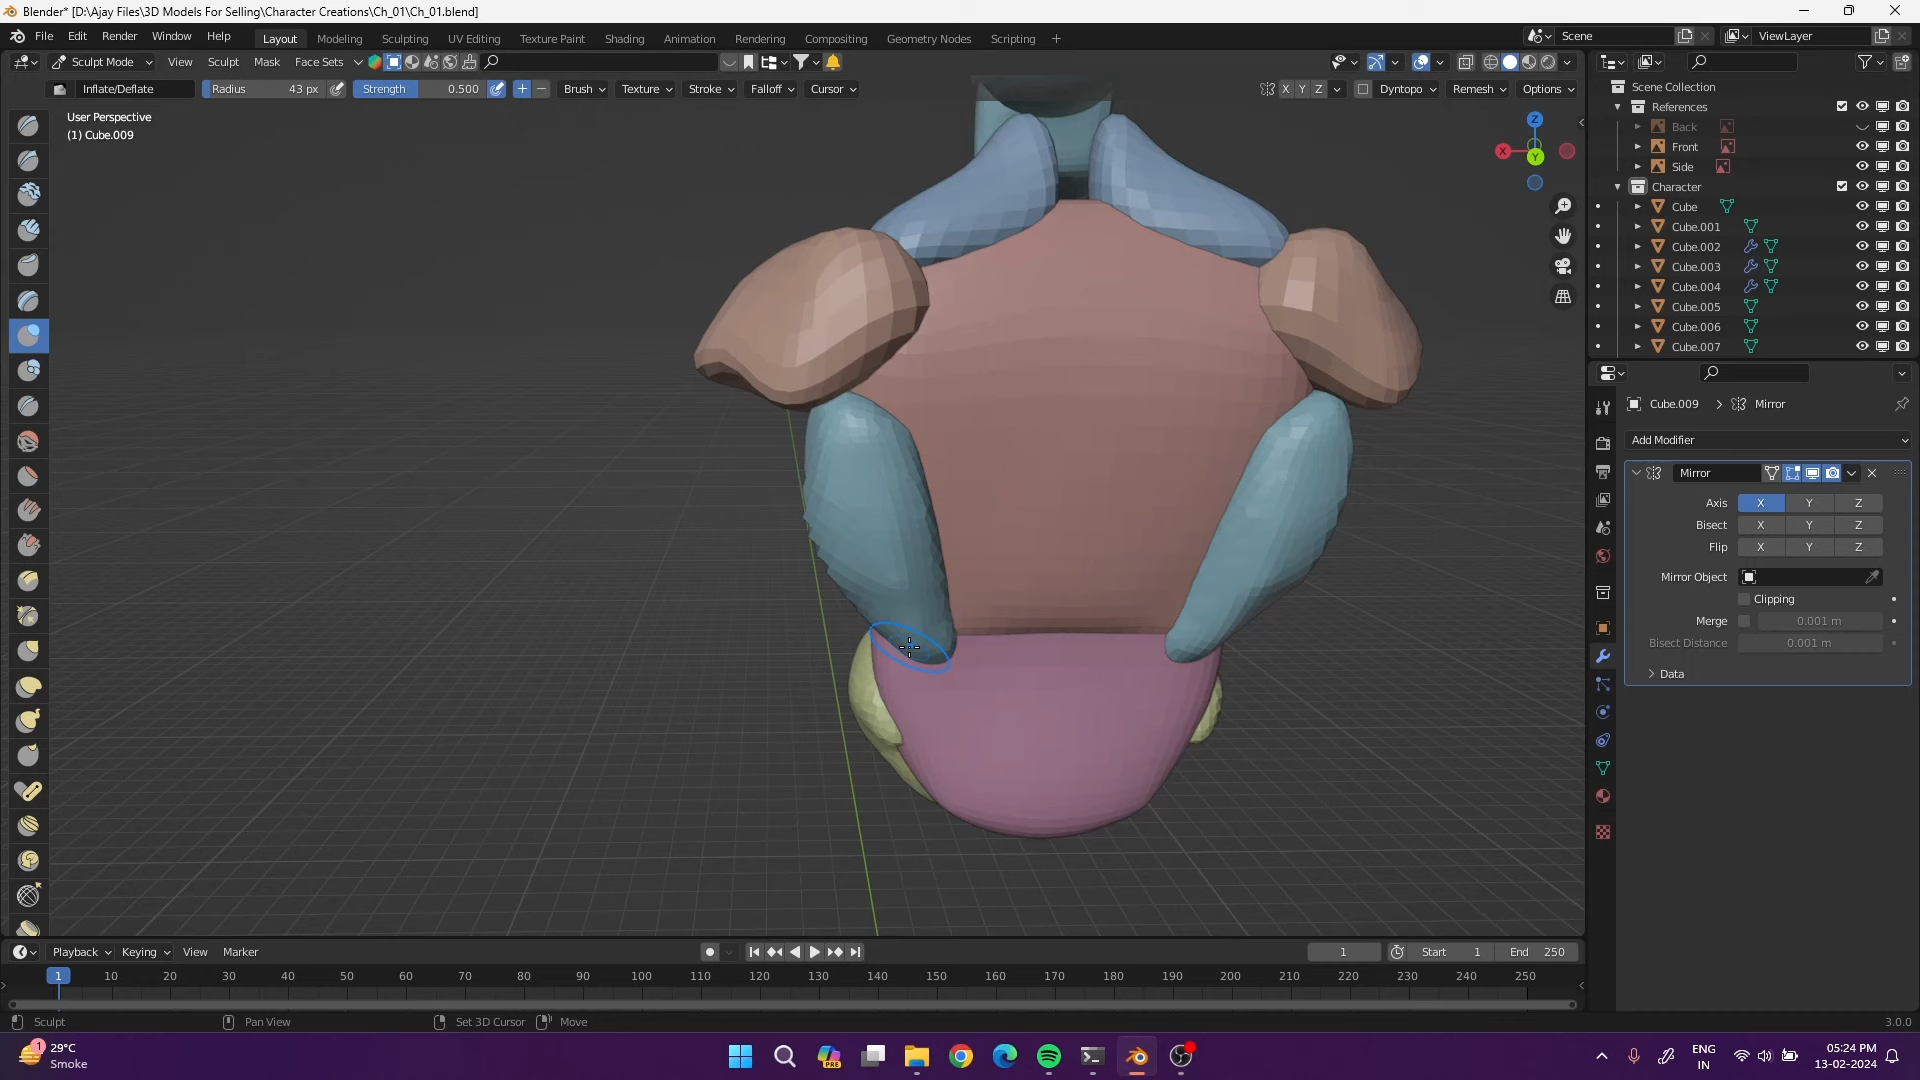 Blender* [D:\Ajay Files\3D Models For Selling\Character Creations\Ch_01\Ch_01.blend]
File Edit Render Window Help Layout Modeling Sculpting UV Editing Texture Paint Shading Animation Rendering Compositing Geometry Nodes Scripting + Scene ViewLayer
Sculpt Mode View Sculpt Mask Face Sets
Inflate/Deflate Radius 43 px Strength 0.500 Brush Texture Stroke Falloff Cursor X Y Z Dyntopo Remesh Options
User Perspective
(1) Cube.009
Z
X
Y
Scene Collection
References
Back
Front
Side
Character
Cube
Cube.001
Cube.002
Cube.003
Cube.004
Cube.005
Cube.006
Cube.007
Cube.009 > Mirror
Add Modifier
Mirror
Axis X Y Z
Bisect X Y Z
Flip X Y Z
Mirror Object
Clipping
Merge 0.001 m
Bisect Distance 0.001 m
Data
Playback Keying View Marker 1 Start 1 End 250
1 10 20 30 40 50 60 70 80 90 100 110 120 130 140 150 160 170 180 190 200 210 220 230 240 250
Sculpt Pan View Set 3D Cursor Move 3.0.0
1
29°C
Smoke
PRE
ENG
IN
05:24 PM
13-02-2024